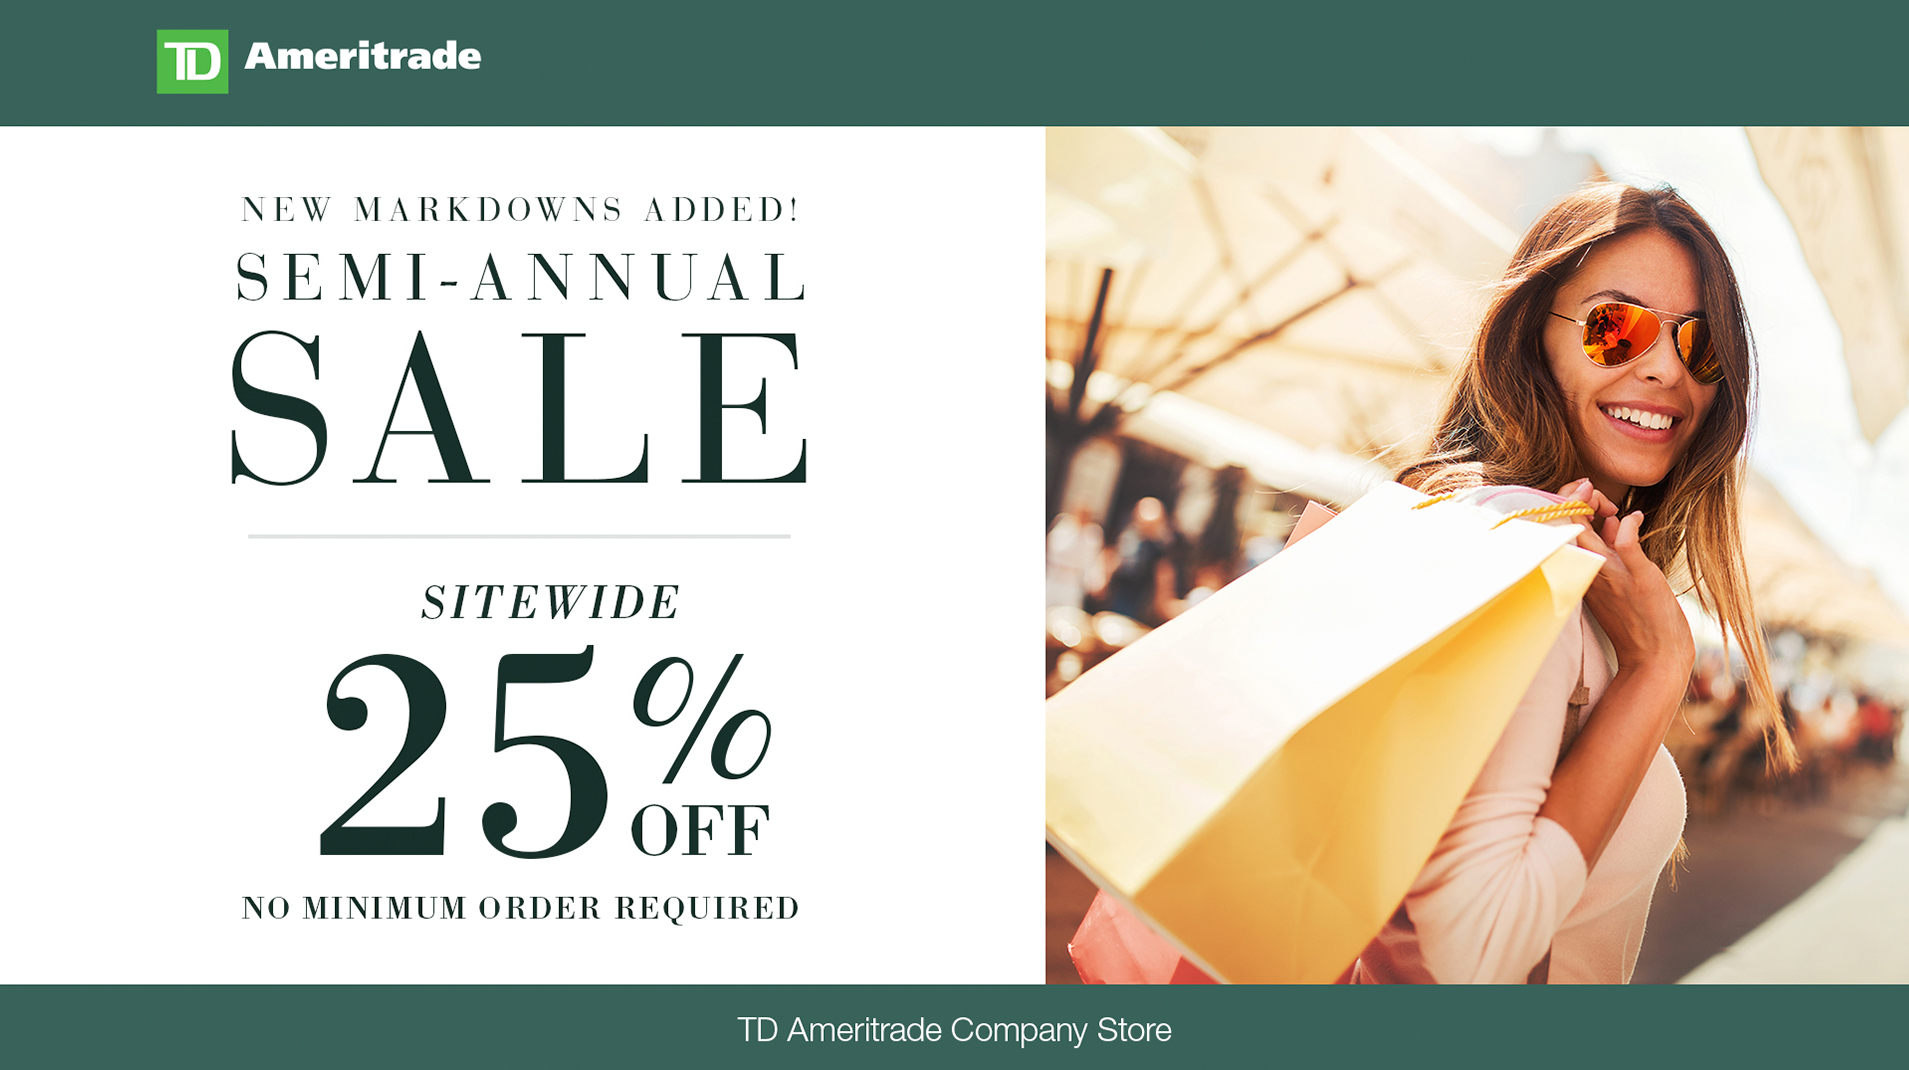 TD Ameritrade
NEW MARKDOWNS ADDED!
SEMI-ANNUAL
SALE
SITEWIDE
25%
OFF
NO MINIMUM ORDER REQUIRED
TD Ameritrade Company Store